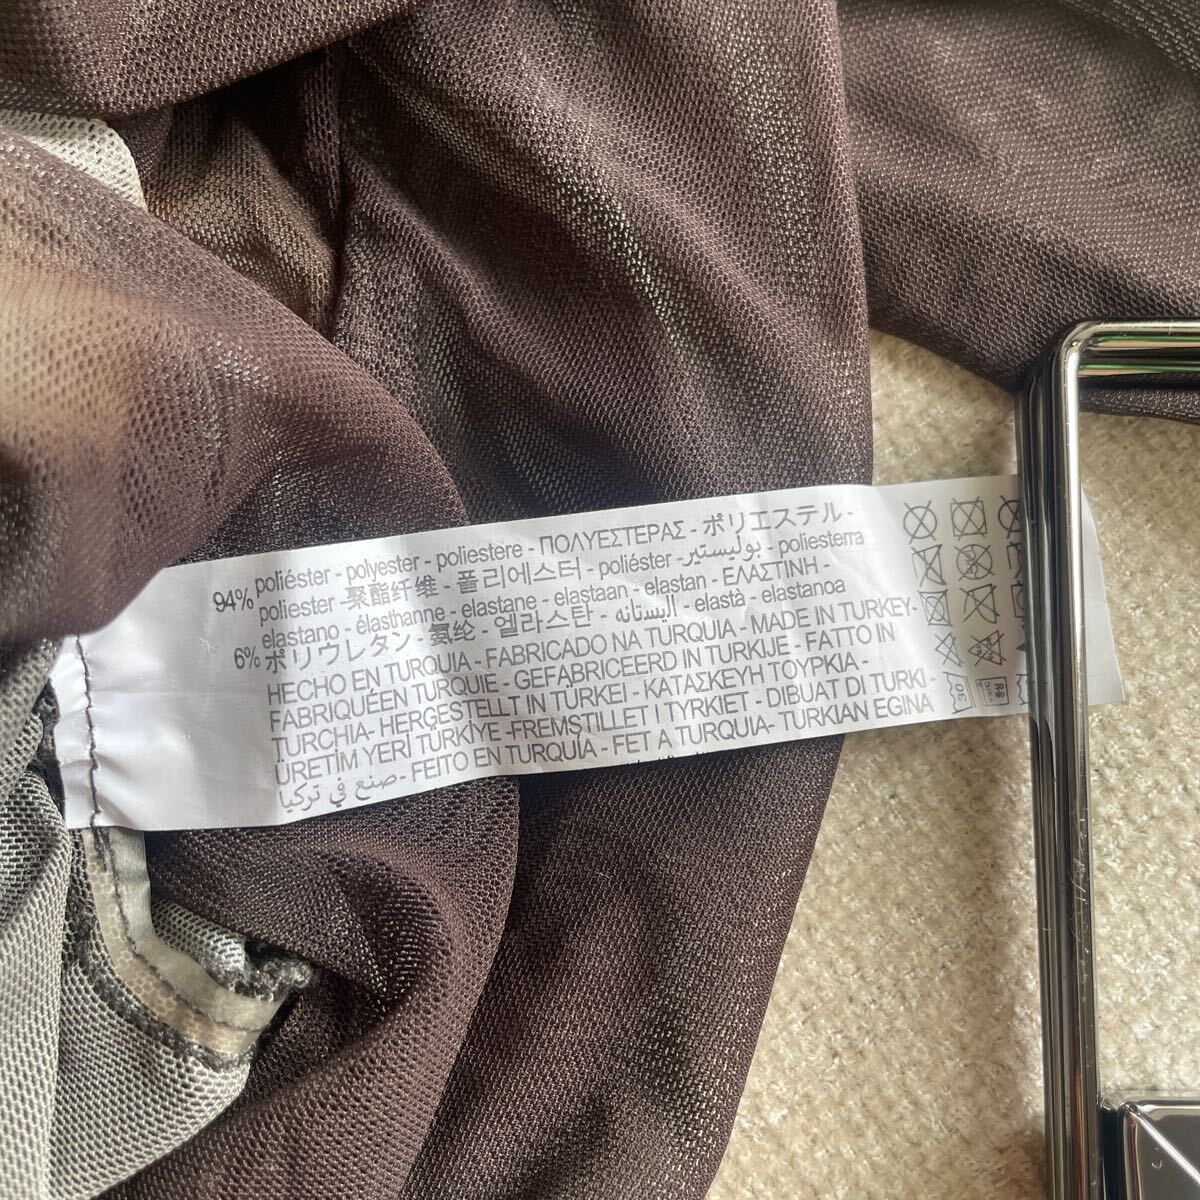 94% poliéster - polyester - poliestere - ΠΟΛΥΕΣΤΕΡΑΣ - ポリエステル -
poliester - 聚酯纤维 - 폴리에스터 - poliéster - بوليستير - poliesterra
6% elastano - élasthanne - elastane - elastaan - elastan - ΕΛΑΣΤΙΝΗ -
ポリウレタン - 氨纶 - 엘라스탄 - اليستانه - elastà - elastanoa
HECHO EN TURQUIA - FABRICADO NA TURQUIA - MADE IN TURKEY-
FABRIQUÉEN TURQUIE - GEFABRICEERD IN TURKIJE - FATTO IN
TURCHIA- HERGESTELLT IN TÜRKEI - ΚΑΤΑΣΚΕΥΗ ΤΟΥΡΚΙΑ -
ÜRETİM YERİ TÜRKİYE -FREMSTILLET I TYRKIET - DIBUAT DI TURKI-
صنع في تركيا - FEITO EN TURQUÍA - FET A TURQUIA- TURKIAN EGINA
30